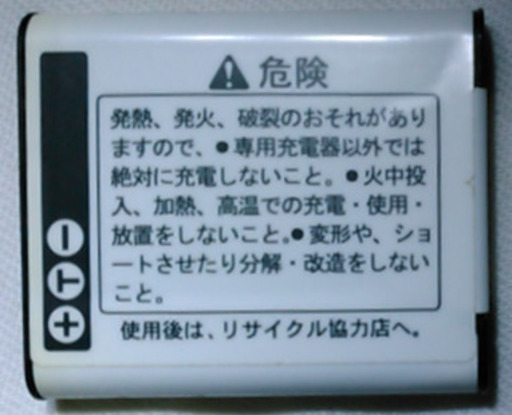 ⚠危険
発熱、発火、破裂のおそれがあり
ますので、●専用充電器以外では
絶対に充電しないこと。●火中投
入、加熱、高温での充電・使用・
放置をしないこと。●変形や、ショ
ートさせたり分解・改造をしない
こと。
使用後は、リサイクル協力店へ。
−
T
+